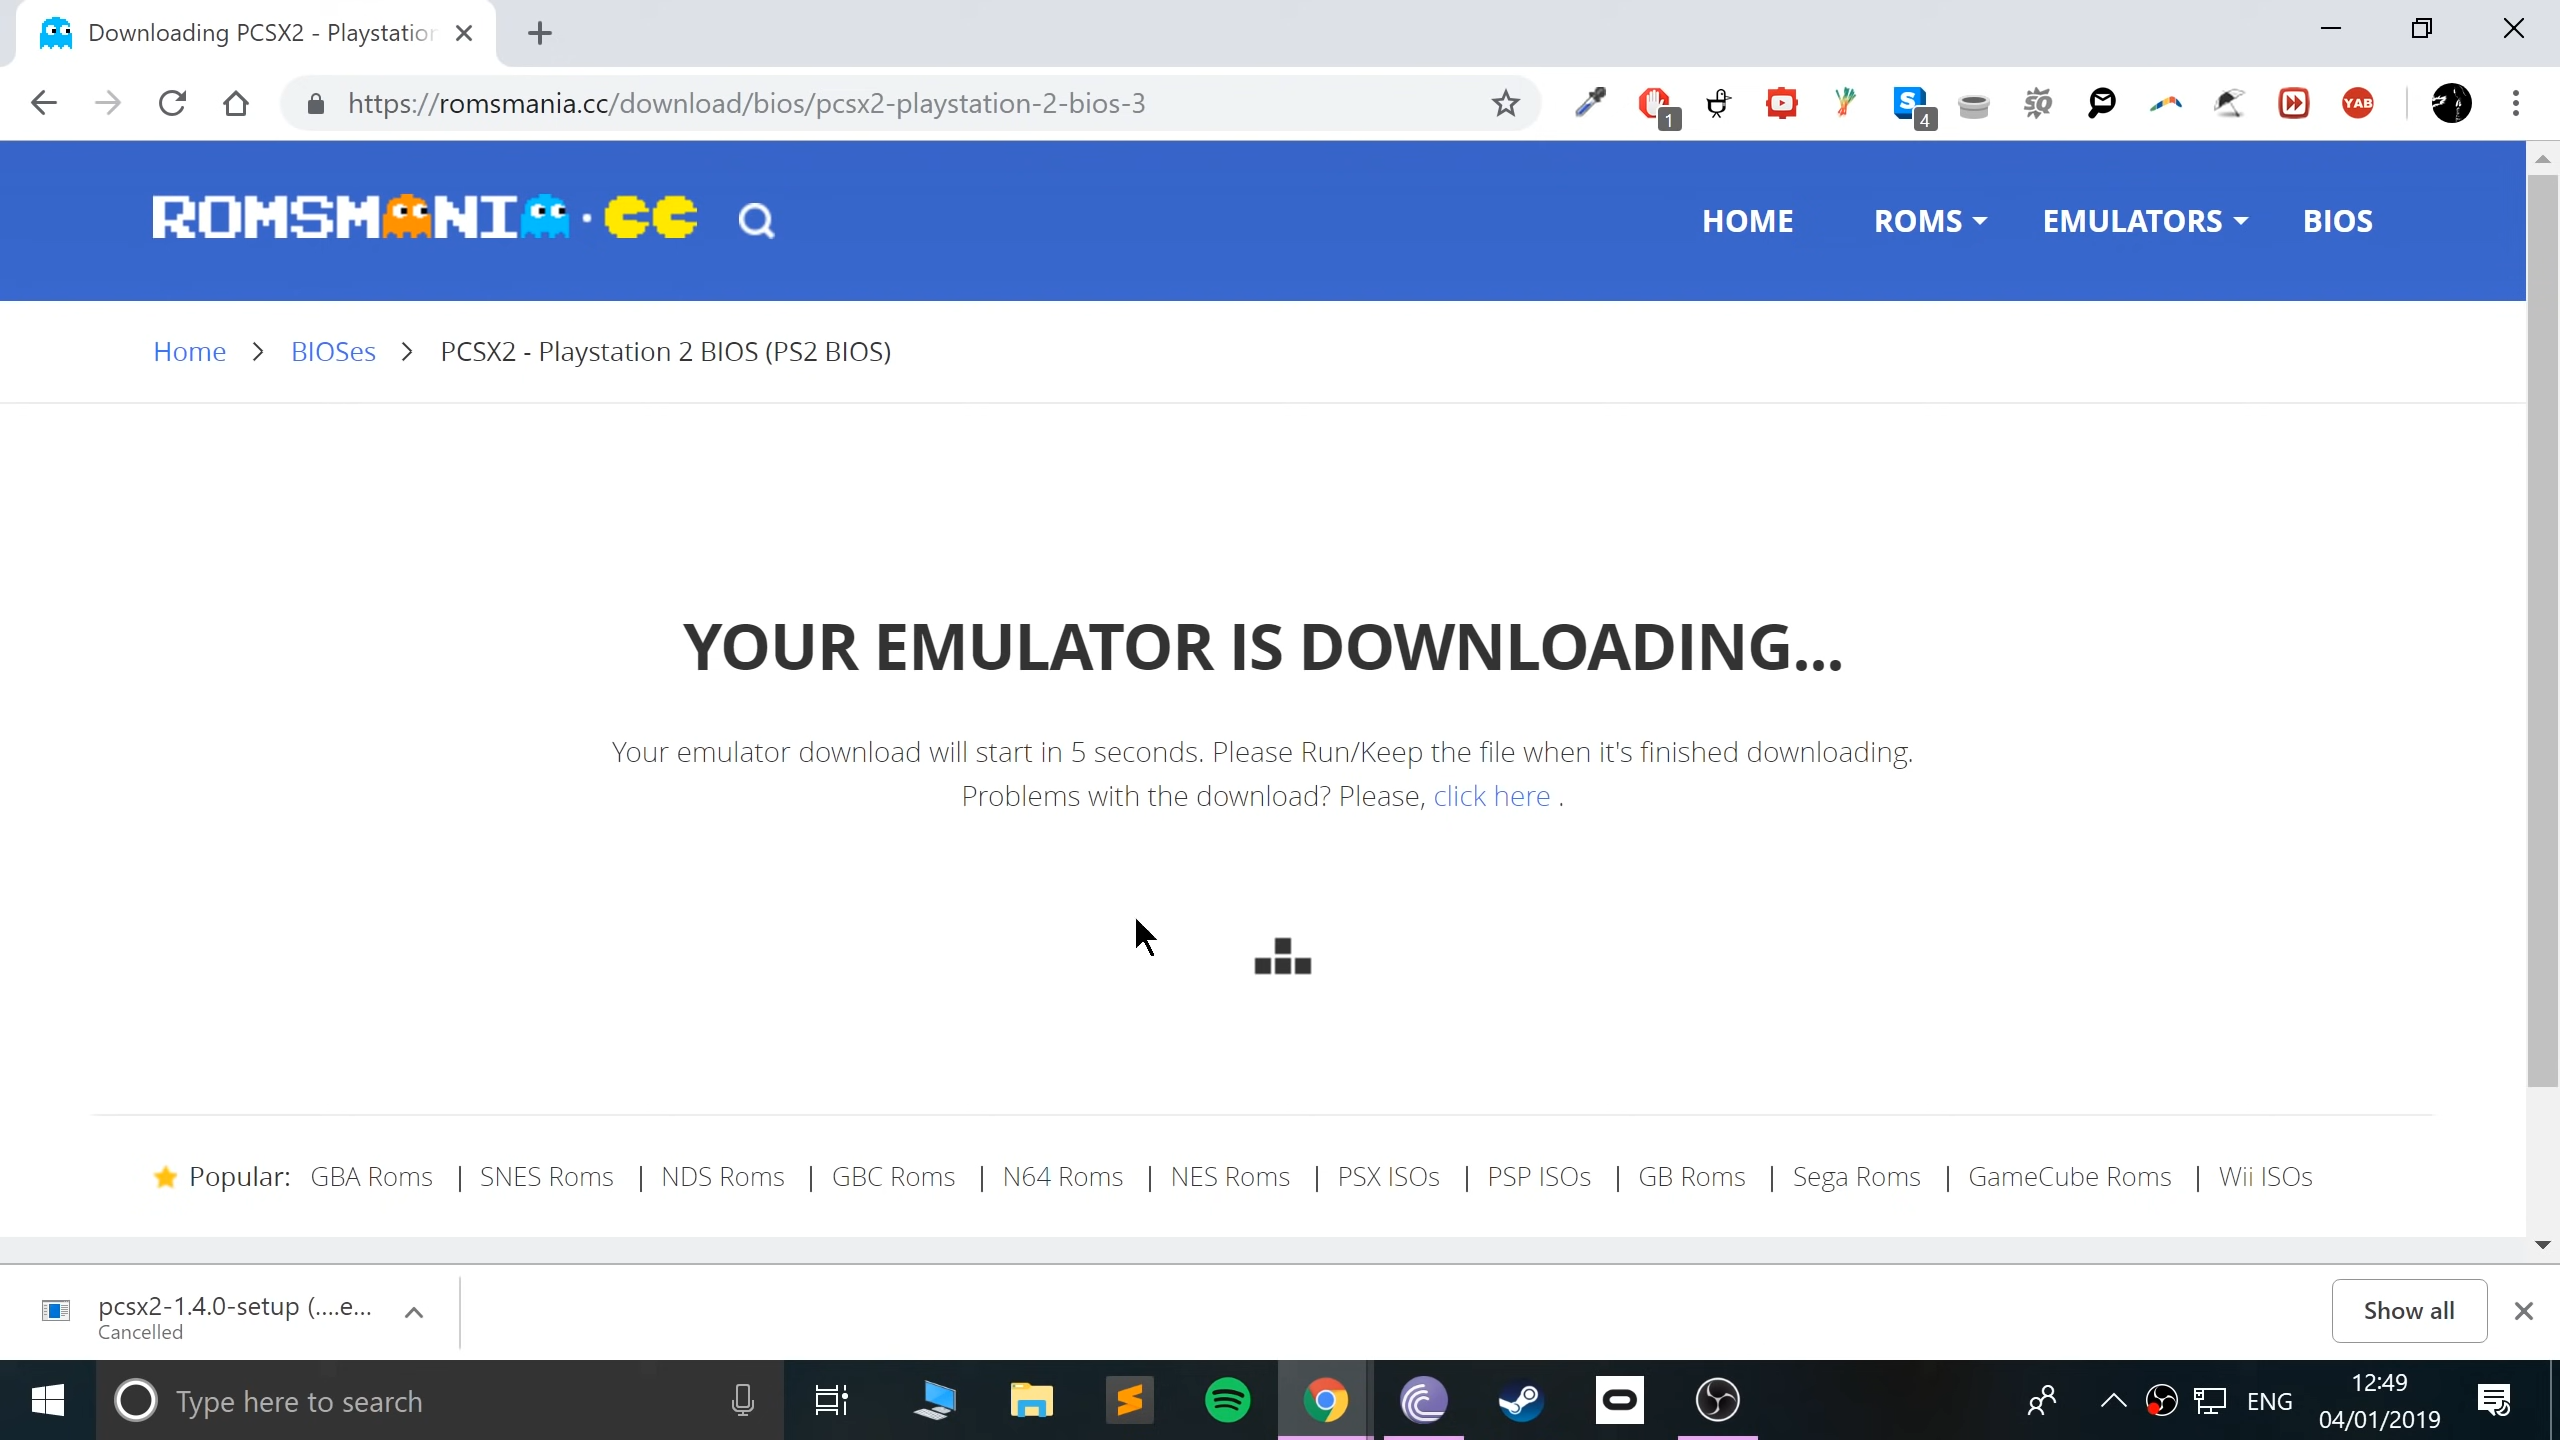 Downloading PCSX2 - Playstation
https://romsmania.cc/download/bios/pcsx2-playstation-2-bios-3
1
4
YAB
ROMSMANIA.CC
HOME ROMS EMULATORS BIOS
Home > BIOSes > PCSX2 - Playstation 2 BIOS (PS2 BIOS)
YOUR EMULATOR IS DOWNLOADING...
Your emulator download will start in 5 seconds. Please Run/Keep the file when it's finished downloading.
Problems with the download? Please, click here .
Popular: GBA Roms | SNES Roms | NDS Roms | GBC Roms | N64 Roms | NES Roms | PSX ISOs | PSP ISOs | GB Roms | Sega Roms | GameCube Roms | Wii ISOs
pcsx2-1.4.0-setup (....e...
Cancelled
Show all
Type here to search
ENG
12:49
04/01/2019